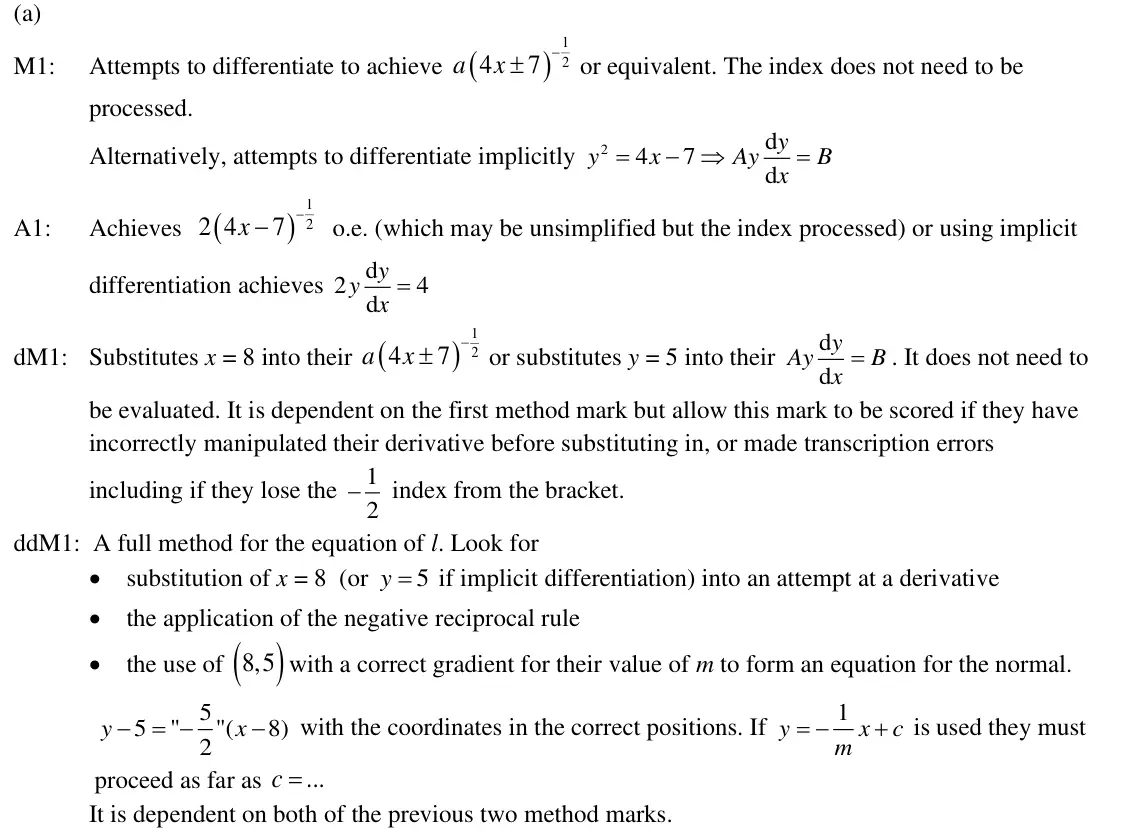 (a)
M1: Attempts to differentiate to achieve a(4x±7)^{-\frac{1}{2}} or equivalent. The index does not need to be
processed.
Alternatively, attempts to differentiate implicitly y² = 4x − 7 ⇒ Ay\frac{dy}{dx} = B
A1: Achieves 2(4x−7)^{-\frac{1}{2}} o.e. (which may be unsimplified but the index processed) or using implicit
differentiation achieves 2y\frac{dy}{dx} = 4
dM1: Substitutes x = 8 into their a(4x±7)^{-\frac{1}{2}} or substitutes y = 5 into their Ay\frac{dy}{dx} = B. It does not need to
be evaluated. It is dependent on the first method mark but allow this mark to be scored if they have
incorrectly manipulated their derivative before substituting in, or made transcription errors
including if they lose the -\frac{1}{2} index from the bracket.
ddM1: A full method for the equation of l. Look for
• substitution of x = 8 (or y = 5 if implicit differentiation) into an attempt at a derivative
• the application of the negative reciprocal rule
• the use of (8,5) with a correct gradient for their value of m to form an equation for the normal.
y − 5 = "-\frac{5}{2}"(x − 8) with the coordinates in the correct positions. If y = -\frac{1}{m}x + c is used they must
proceed as far as c = ...
It is dependent on both of the previous two method marks.